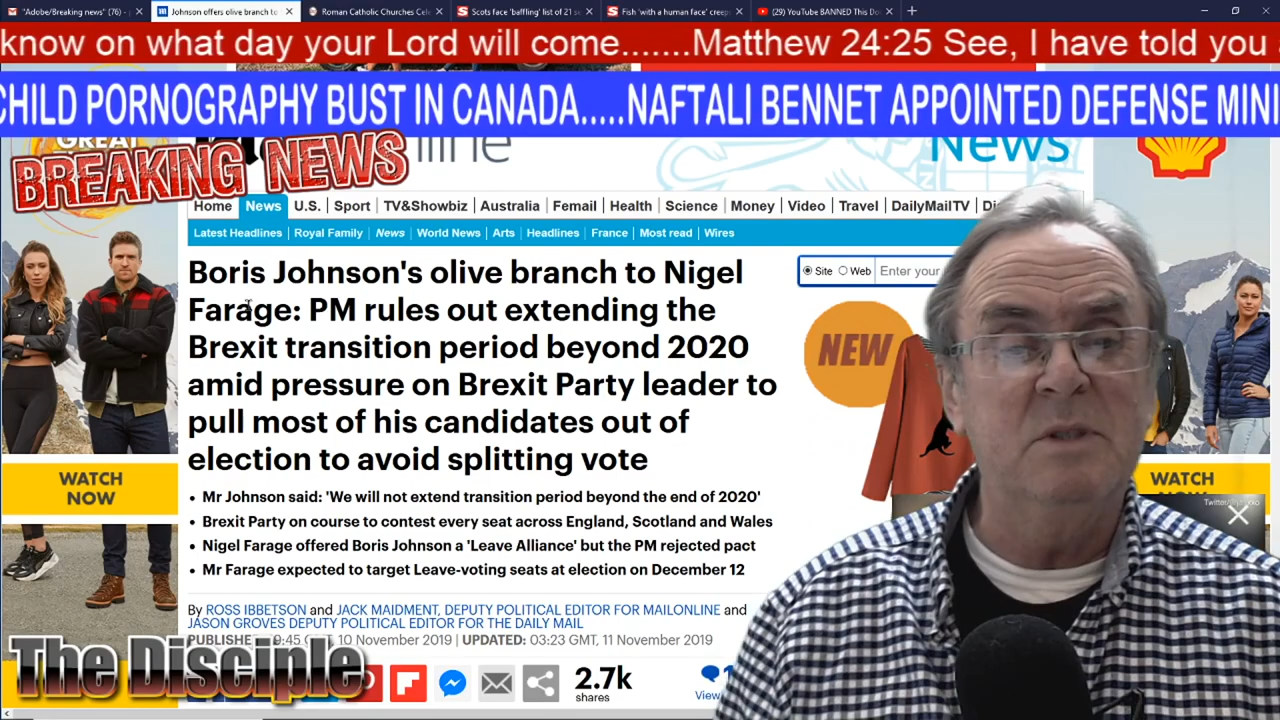 "Adobe/Breaking news" (76) -
Johnson offers olive branch to
Roman Catholic Churches Cele
Scots face 'baffling' list of 21 se
Fish 'with a human face' creep
(29) YouTube BANNED This Do
know on what day your Lord will come.......Matthew 24:25 See, I have told you
CHILD PORNOGRAPHY BUST IN CANADA.....NAFTALI BENNET APPOINTED DEFENSE MINI
GREAT
BREAKING NEWS
line
News
Home News U.S. Sport TV&Showbiz Australia Femail Health Science Money Video Travel DailyMailTV Di
Latest Headlines Royal Family News World News Arts Headlines France Most read Wires
Boris Johnson's olive branch to Nigel
Farage: PM rules out extending the
Brexit transition period beyond 2020
amid pressure on Brexit Party leader to
pull most of his candidates out of
election to avoid splitting vote
Site Web Enter your
NEW
• Mr Johnson said: 'We will not extend transition period beyond the end of 2020'
• Brexit Party on course to contest every seat across England, Scotland and Wales
• Nigel Farage offered Boris Johnson a 'Leave Alliance' but the PM rejected pact
• Mr Farage expected to target Leave-voting seats at election on December 12
WATCH
NOW
WATCH
NOW
By ROSS IBBETSON and JACK MAIDMENT, DEPUTY POLITICAL EDITOR FOR MAILONLINE and
JASON GROVES DEPUTY POLITICAL EDITOR FOR THE DAILY MAIL
PUBLISHE 9:45 GMT, 10 November 2019 | UPDATED: 03:23 GMT, 11 November 2019
The Disciple
2.7k
shares
View